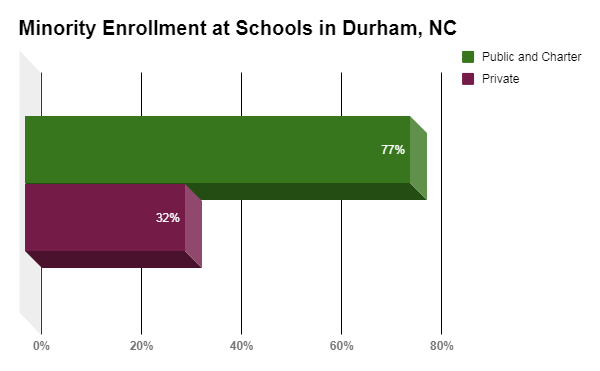 Minority Enrollment at Schools in Durham, NC
Public and Charter
Private
77%
32%
0%
20%
40%
60%
80%